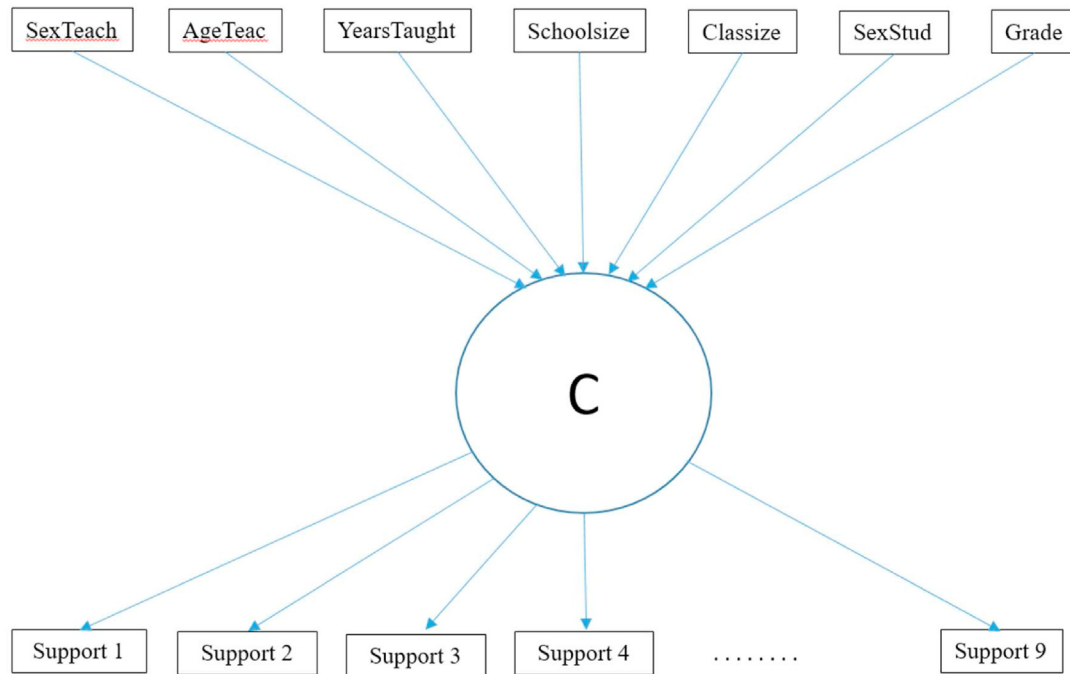 SexTeach
AgeTeac
YearsTaught
Schoolsize
Classize
SexStud
Grade
C
Support 1
Support 2
Support 3
Support 4
. . . . . . . .
Support 9